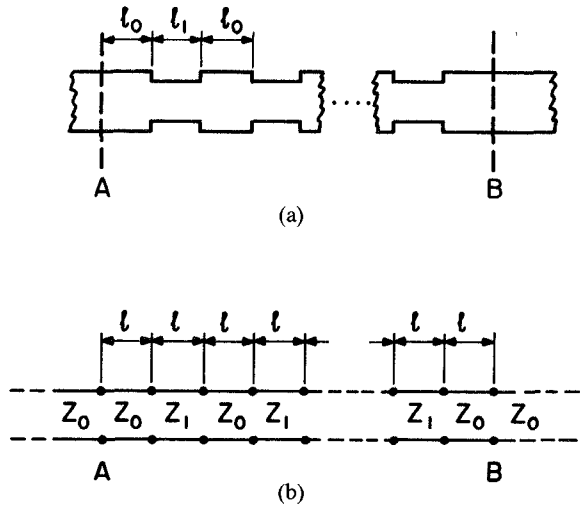 ℓ₀ ℓ₁ ℓ₀
A B
(a)
ℓ ℓ ℓ ℓ ℓ ℓ
Z₀ Z₀ Z₁ Z₀ Z₁ Z₁ Z₀ Z₀
A B
(b)